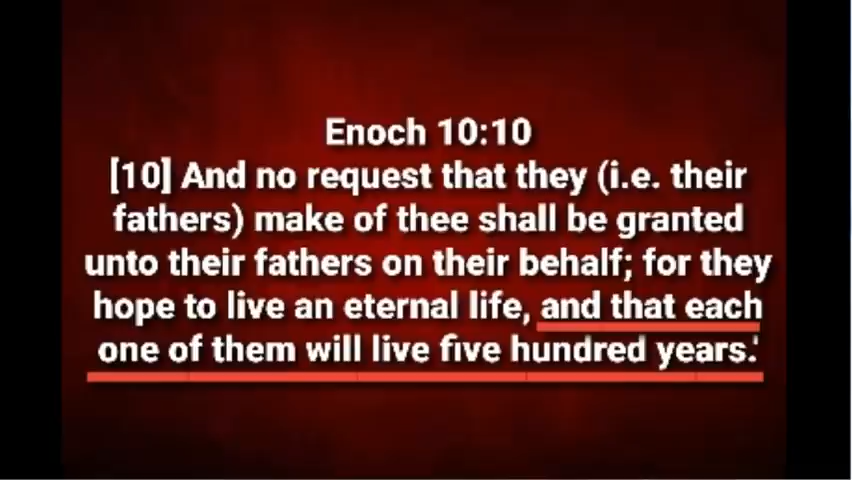 Enoch 10:10
[10] And no request that they (i.e. their
fathers) make of thee shall be granted
unto their fathers on their behalf; for they
hope to live an eternal life, and that each
one of them will live five hundred years.'